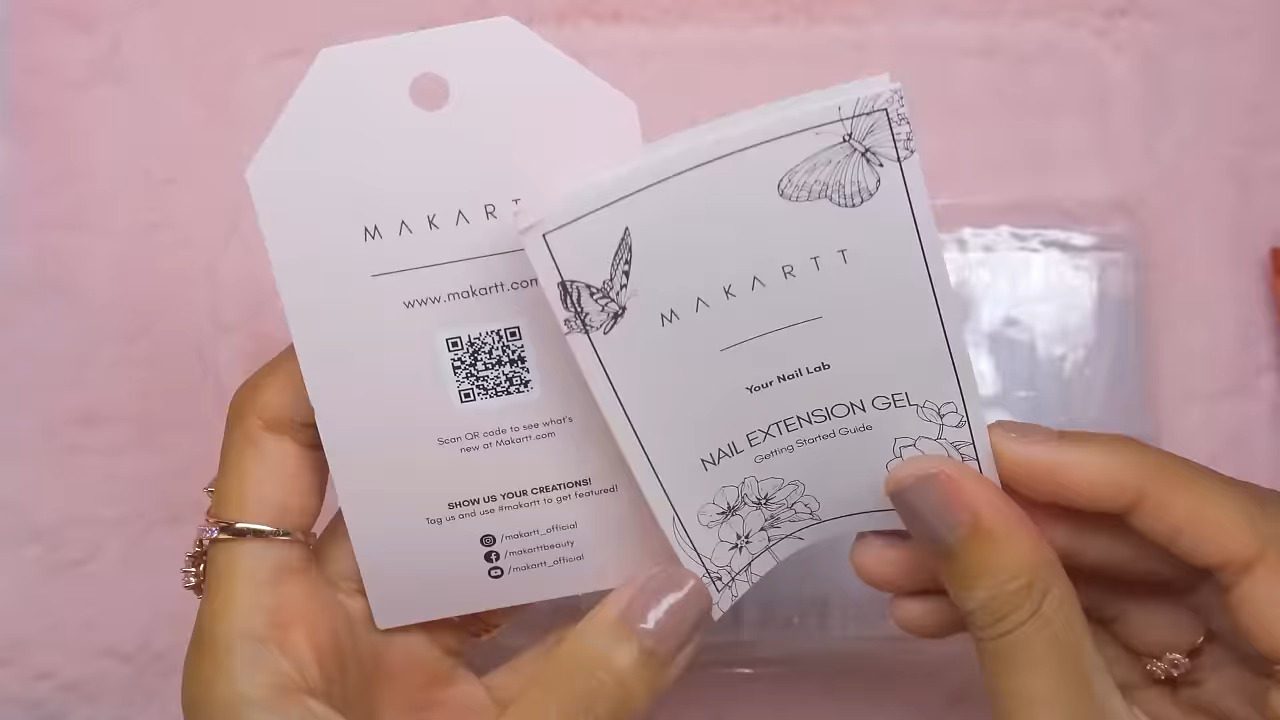 MAKARTT
www.makartt.com
Scan QR code to see what's
new at Makartt.com
SHOW US YOUR CREATIONS!
Tag us and use #makartt to get featured!
/makartt_official
/makarttbeauty
/makartt_official
MAKARTT
Your Nail Lab
NAIL EXTENSION GEL
Getting Started Guide